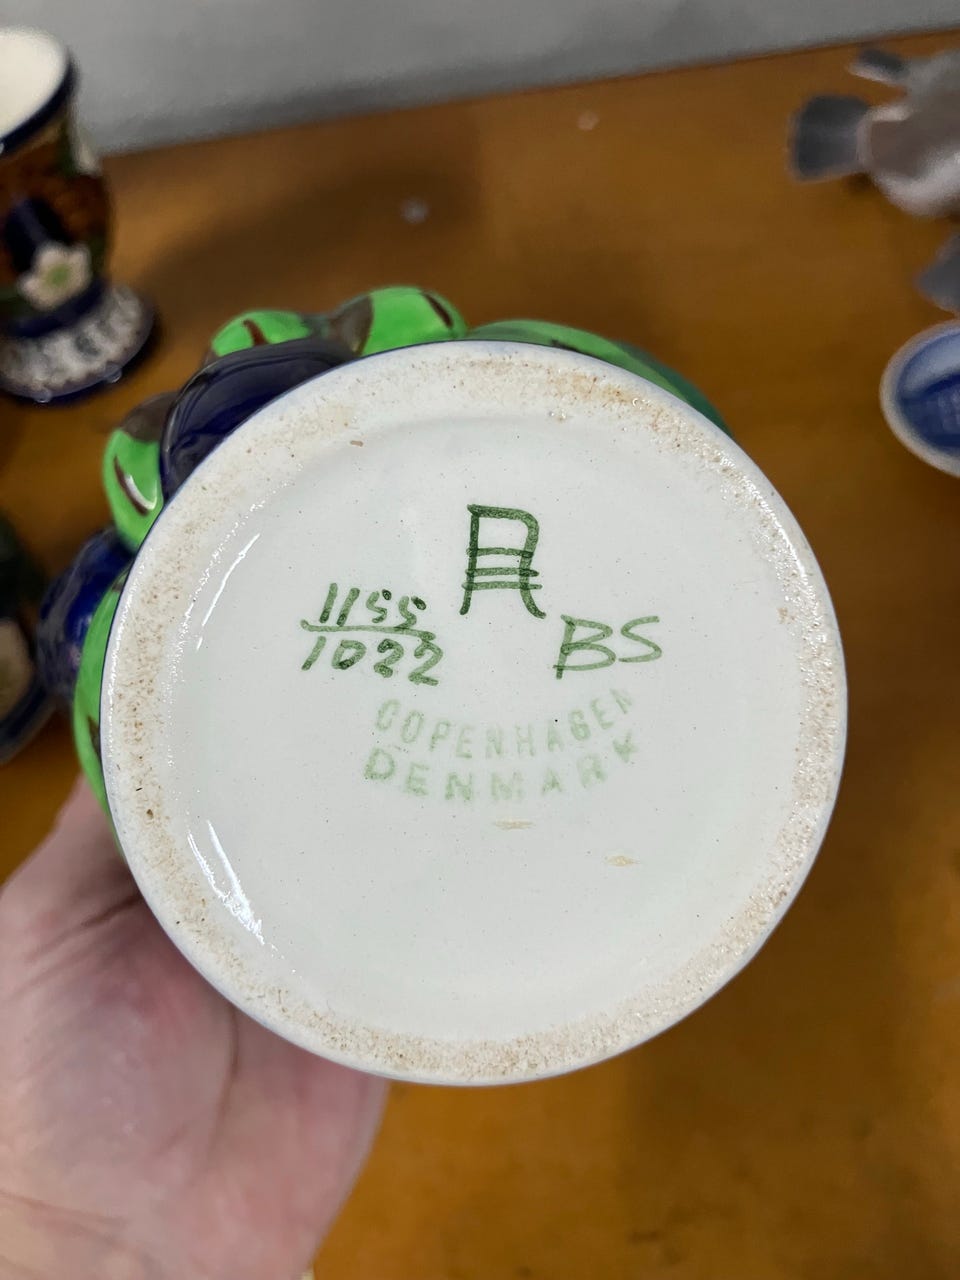 1155
1022
BS
COPENHAGEN
DENMARK